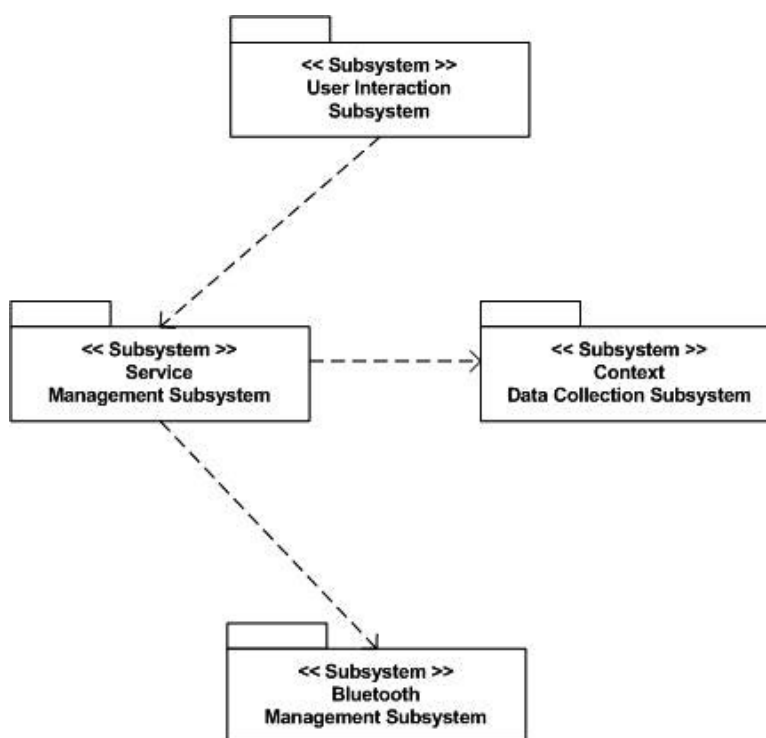 << Subsystem >>
User Interaction
Subsystem
<< Subsystem >>
Service
Management Subsystem
<< Subsystem >>
Context
Data Collection Subsystem
<< Subsystem >>
Bluetooth
Management Subsystem